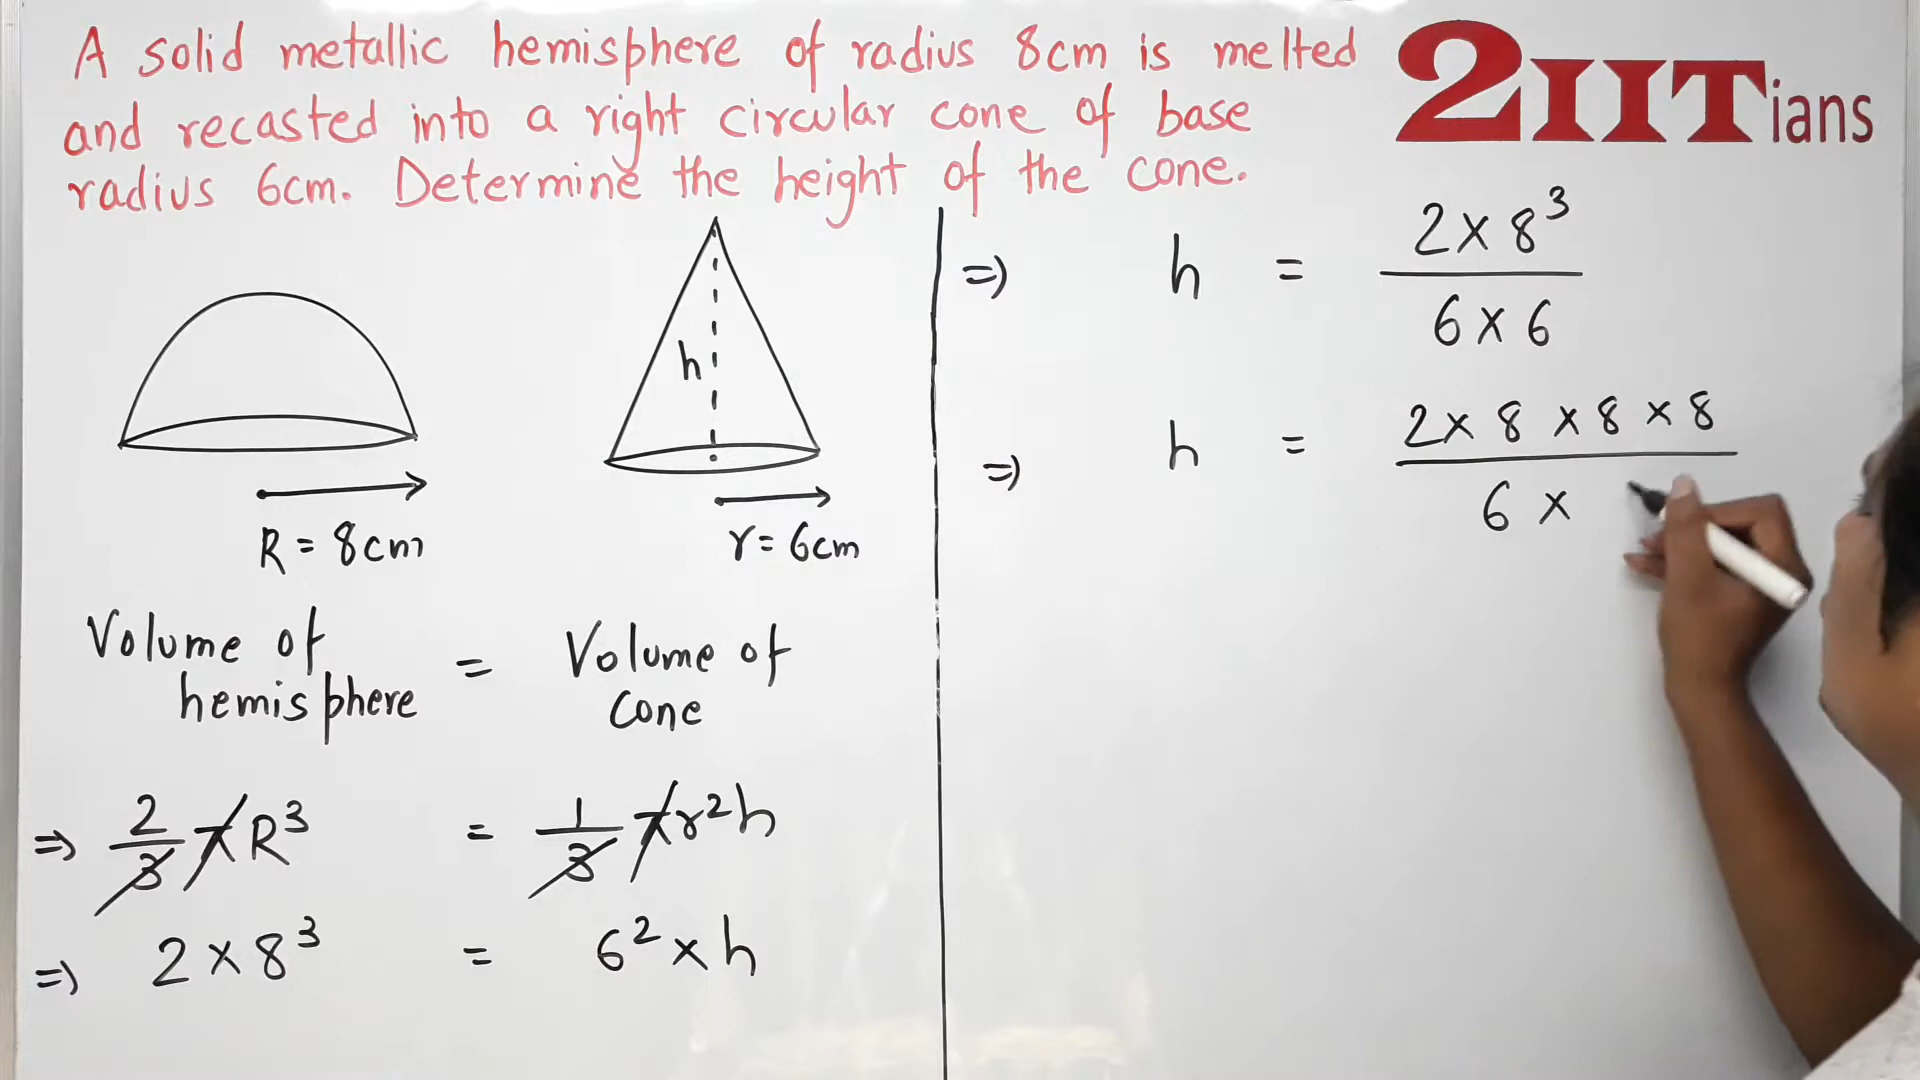 A solid metallic hemisphere of radius 8cm is melted
and recasted into a right circular cone of base
radius 6cm. Determine the height of the cone.
2IITians
h
R = 8cm
r = 6cm
Volume of hemisphere = Volume of cone
⇒ 2/3 πR³ = 1/3 πr²h
⇒ 2 × 8³ = 6² × h
⇒ h = 2 × 8³ / 6 × 6
⇒ h = 2 × 8 × 8 × 8 / 6 ×